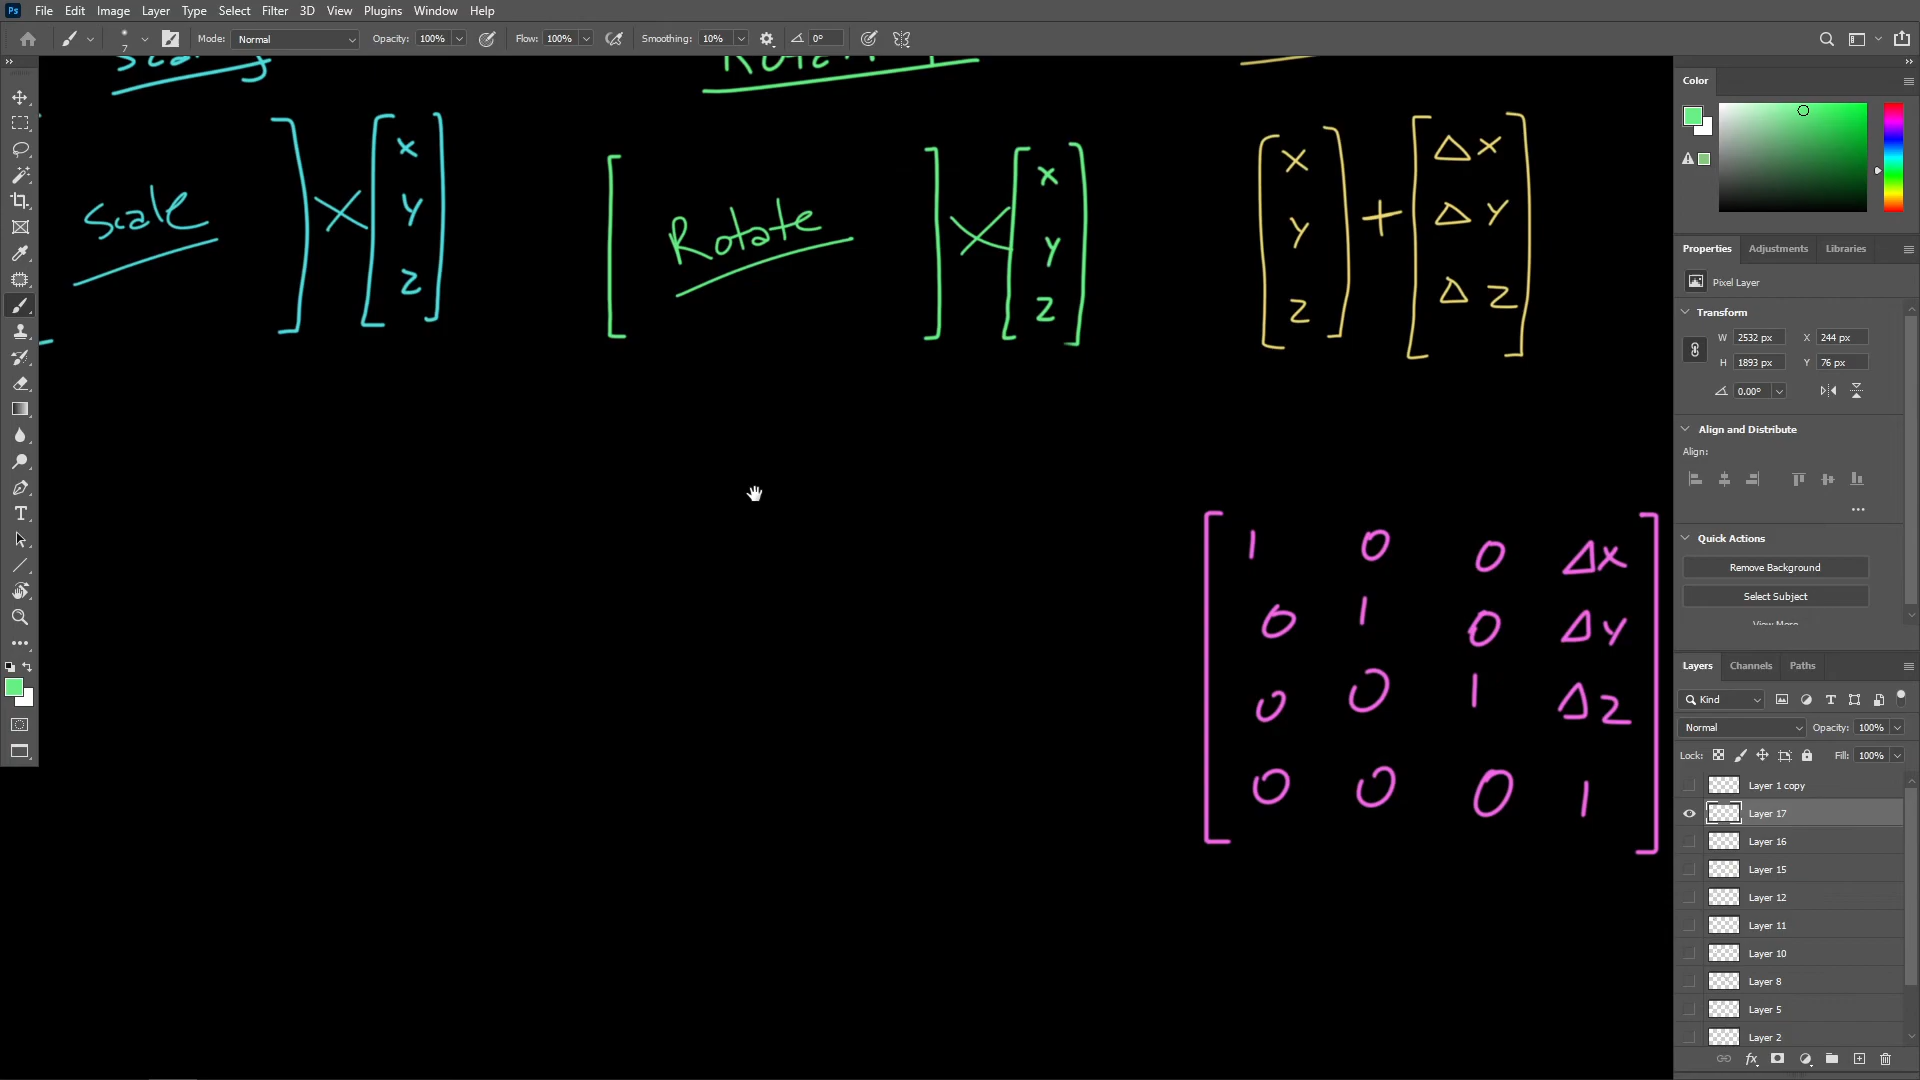 Ps File Edit Image Layer Type Select Filter 3D View Plugins Window Help
7 Mode: Normal Opacity: 100% Flow: 100% Smoothing: 10% 0°
Scale × [x y z]
[ Rotate ] × [x y z]
[x y z] + [Δx Δy Δz]
1 0 0 Δx
0 1 0 Δy
0 0 1 Δz
0 0 0 1
Color
Properties Adjustments Libraries
Pixel Layer
Transform
W 2532 px X 244 px
H 1893 px Y 76 px
0.00°
Align and Distribute
Align:
Quick Actions
Remove Background
Select Subject
View More
Layers Channels Paths
Kind
Normal Opacity: 100%
Lock: Fill: 100%
Layer 1 copy
Layer 17
Layer 16
Layer 15
Layer 12
Layer 11
Layer 10
Layer 8
Layer 5
Layer 2
fx